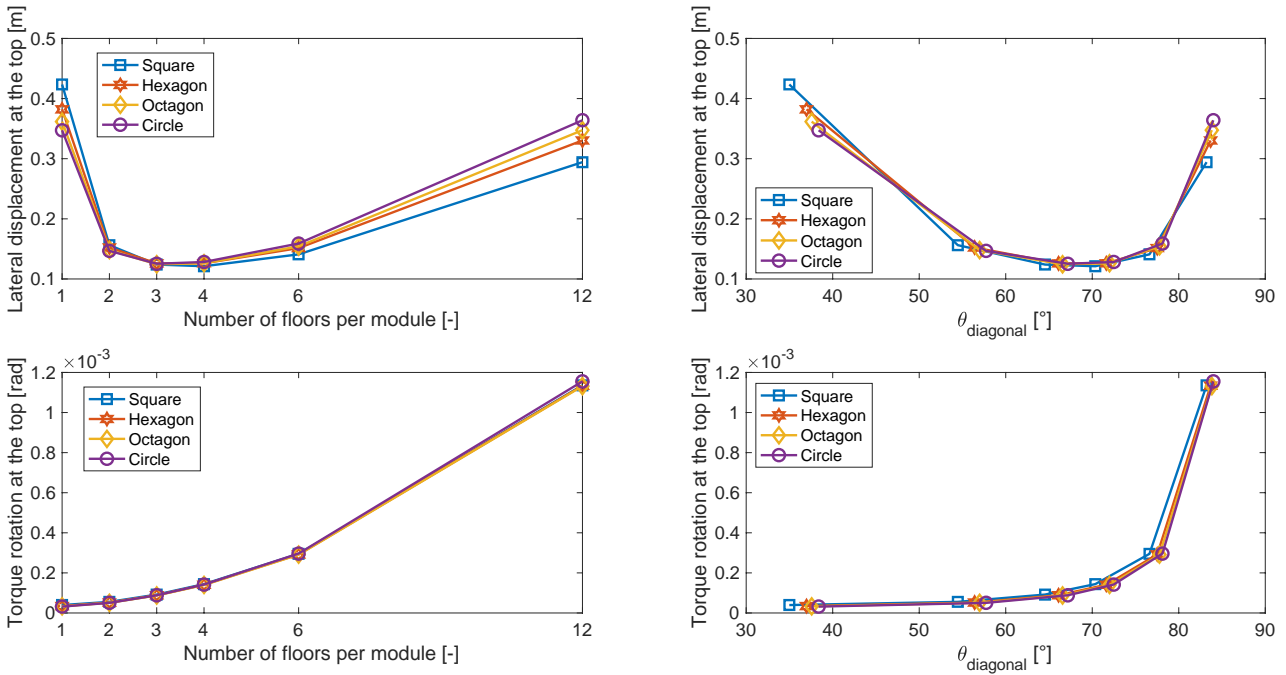 Lateral displacement at the top [m]
0.5
0.4
0.3
0.2
0.1
Square
Hexagon
Octagon
Circle
1 2 3 4 6 12
Number of floors per module [-]
Lateral displacement at the top [m]
0.5
0.4
0.3
0.2
0.1
Square
Hexagon
Octagon
Circle
30 40 50 60 70 80 90
θdiagonal [°]
Torque rotation at the top [rad]
×10-3
1.2
1
0.8
0.6
0.4
0.2
0
Square
Hexagon
Octagon
Circle
1 2 3 4 6 12
Number of floors per module [-]
Torque rotation at the top [rad]
×10-3
1.2
1
0.8
0.6
0.4
0.2
0
Square
Hexagon
Octagon
Circle
30 40 50 60 70 80 90
θdiagonal [°]